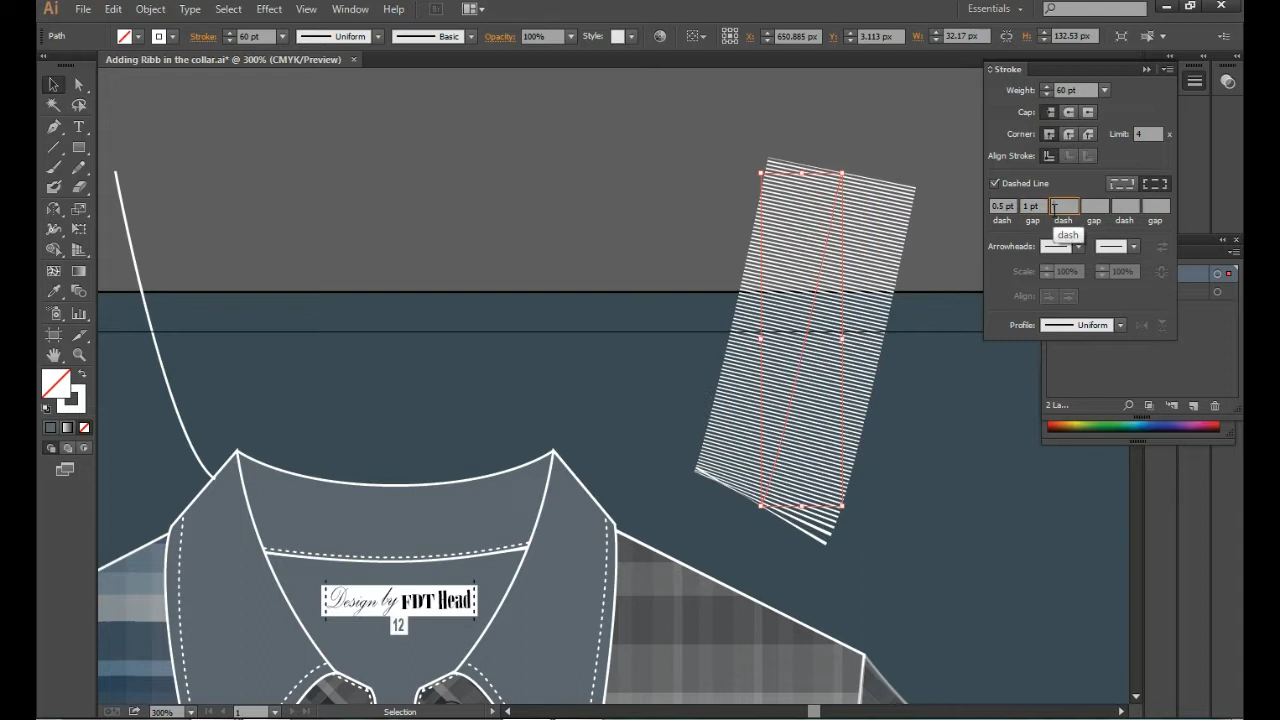 Ai File Edit Object Type Select Effect View Window Help Br Essentials
Path Stroke: 60 pt Uniform Basic Opacity: 100% Style: X: 650.885 px Y: 3.113 px W: 32.17 px H: 132.53 px
Adding Ribb in the collar.ai* @ 300% (CMYK/Preview)
Stroke
Weight: 60 pt
Cap:
Corner: Limit: 4 x
Align Stroke:
Dashed Line
0.5 pt 1 pt
dash gap dash gap dash gap
dash
Arrowheads:
Scale: 100% 100%
Align:
Profile: Uniform
2 La...
Design by FDT Head
12
300% 1 Selection